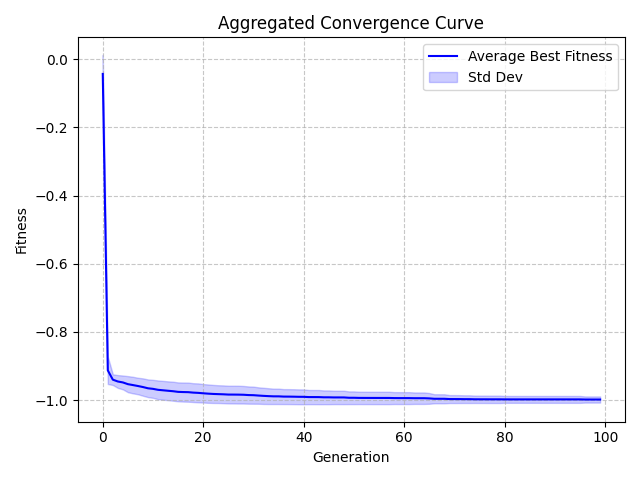 Aggregated Convergence Curve
Average Best Fitness
Std Dev
Fitness
0.0
−0.2
−0.4
−0.6
−0.8
−1.0
0 20 40 60 80 100
Generation